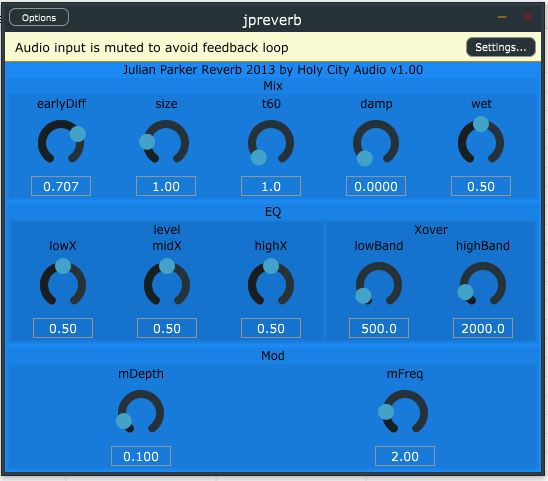 Options
jpreverb
Audio input is muted to avoid feedback loop
Settings...
Julian Parker Reverb 2013 by Holy City Audio v1.00
Mix
earlyDiff size t60 damp wet
0.707 1.00 1.0 0.0000 0.50
EQ
level Xover
lowX midX highX lowBand highBand
0.50 0.50 0.50 500.0 2000.0
Mod
mDepth mFreq
0.100 2.00